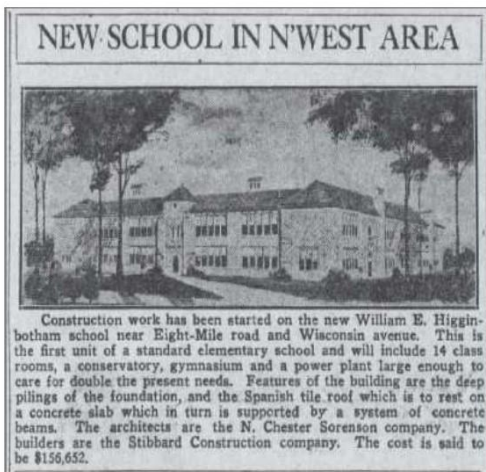 NEW SCHOOL IN N'WEST AREA
Construction work has been started on the new William E. Higgin-
botham school near Eight-Mile road and Wisconsin avenue. This is
the first unit of a standard elementary school and will include 14 class
rooms, a conservatory, gymnasium and a power plant large enough to
care for double the present needs. Features of the building are the deep
pilings of the foundation, and the Spanish tile roof which is to rest on
a concrete slab which in turn is supported by a system of concrete
beams. The architects are the N. Chester Sorenson company. The
builders are the Stibbard Construction company. The cost is said to
be $156,652.